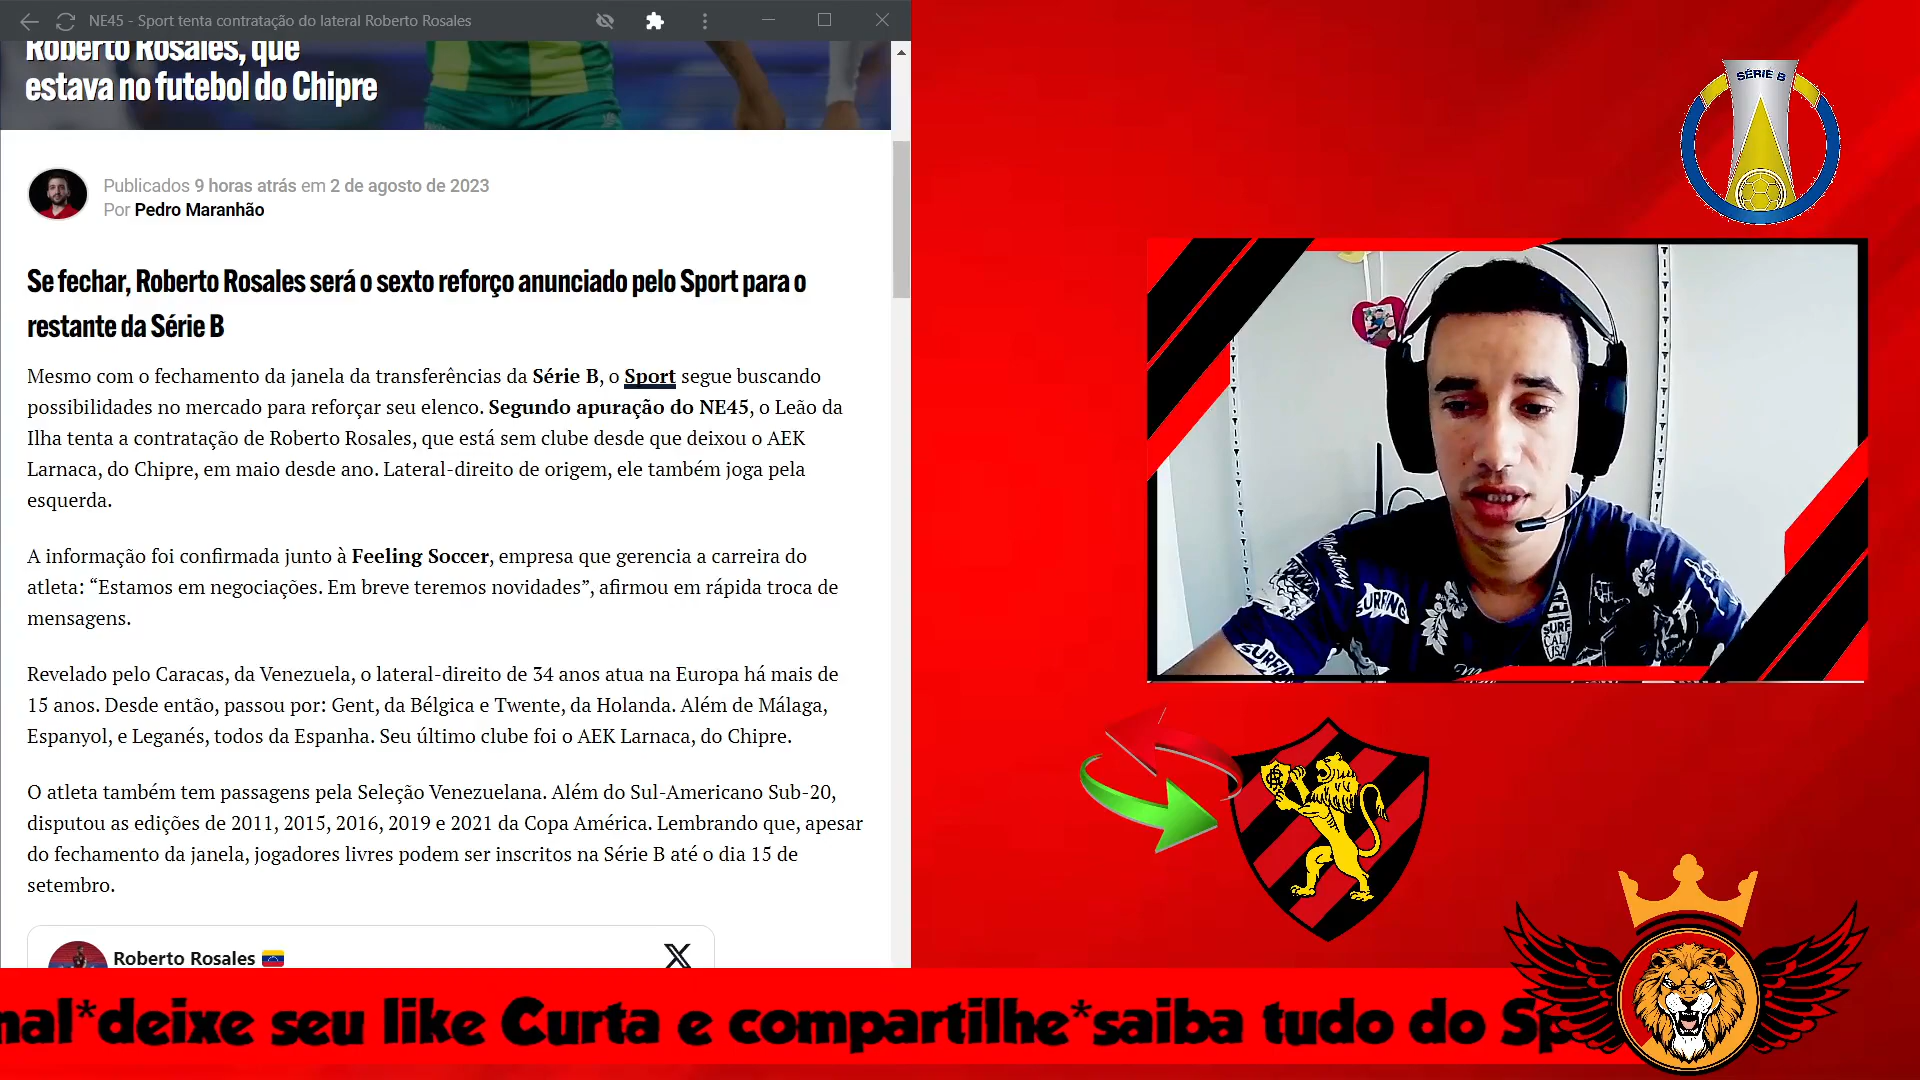 NE45 - Sport tenta contratação do lateral Roberto Rosales
Roberto Rosales, que
estava no futebol do Chipre
Publicados 9 horas atrás em 2 de agosto de 2023
Por Pedro Maranhão
Se fechar, Roberto Rosales será o sexto reforço anunciado pelo Sport para o
restante da Série B
Mesmo com o fechamento da janela da transferências da Série B, o Sport segue buscando
possibilidades no mercado para reforçar seu elenco. Segundo apuração do NE45, o Leão da
Ilha tenta a contratação de Roberto Rosales, que está sem clube desde que deixou o AEK
Larnaca, do Chipre, em maio desde ano. Lateral-direito de origem, ele também joga pela
esquerda.
A informação foi confirmada junto à Feeling Soccer, empresa que gerencia a carreira do
atleta: “Estamos em negociações. Em breve teremos novidades”, afirmou em rápida troca de
mensagens.
Revelado pelo Caracas, da Venezuela, o lateral-direito de 34 anos atua na Europa há mais de
15 anos. Desde então, passou por: Gent, da Bélgica e Twente, da Holanda. Além de Málaga,
Espanyol, e Leganés, todos da Espanha. Seu último clube foi o AEK Larnaca, do Chipre.
O atleta também tem passagens pela Seleção Venezuelana. Além do Sul-Americano Sub-20,
disputou as edições de 2011, 2015, 2016, 2019 e 2021 da Copa América. Lembrando que, apesar
do fechamento da janela, jogadores livres podem ser inscritos na Série B até o dia 15 de
setembro.
Roberto Rosales
SÉRIE B
SURFING
SURF
CAL
USA
SURFING
nal*deixe seu like Curta e compartilhe*saiba tudo do Sp